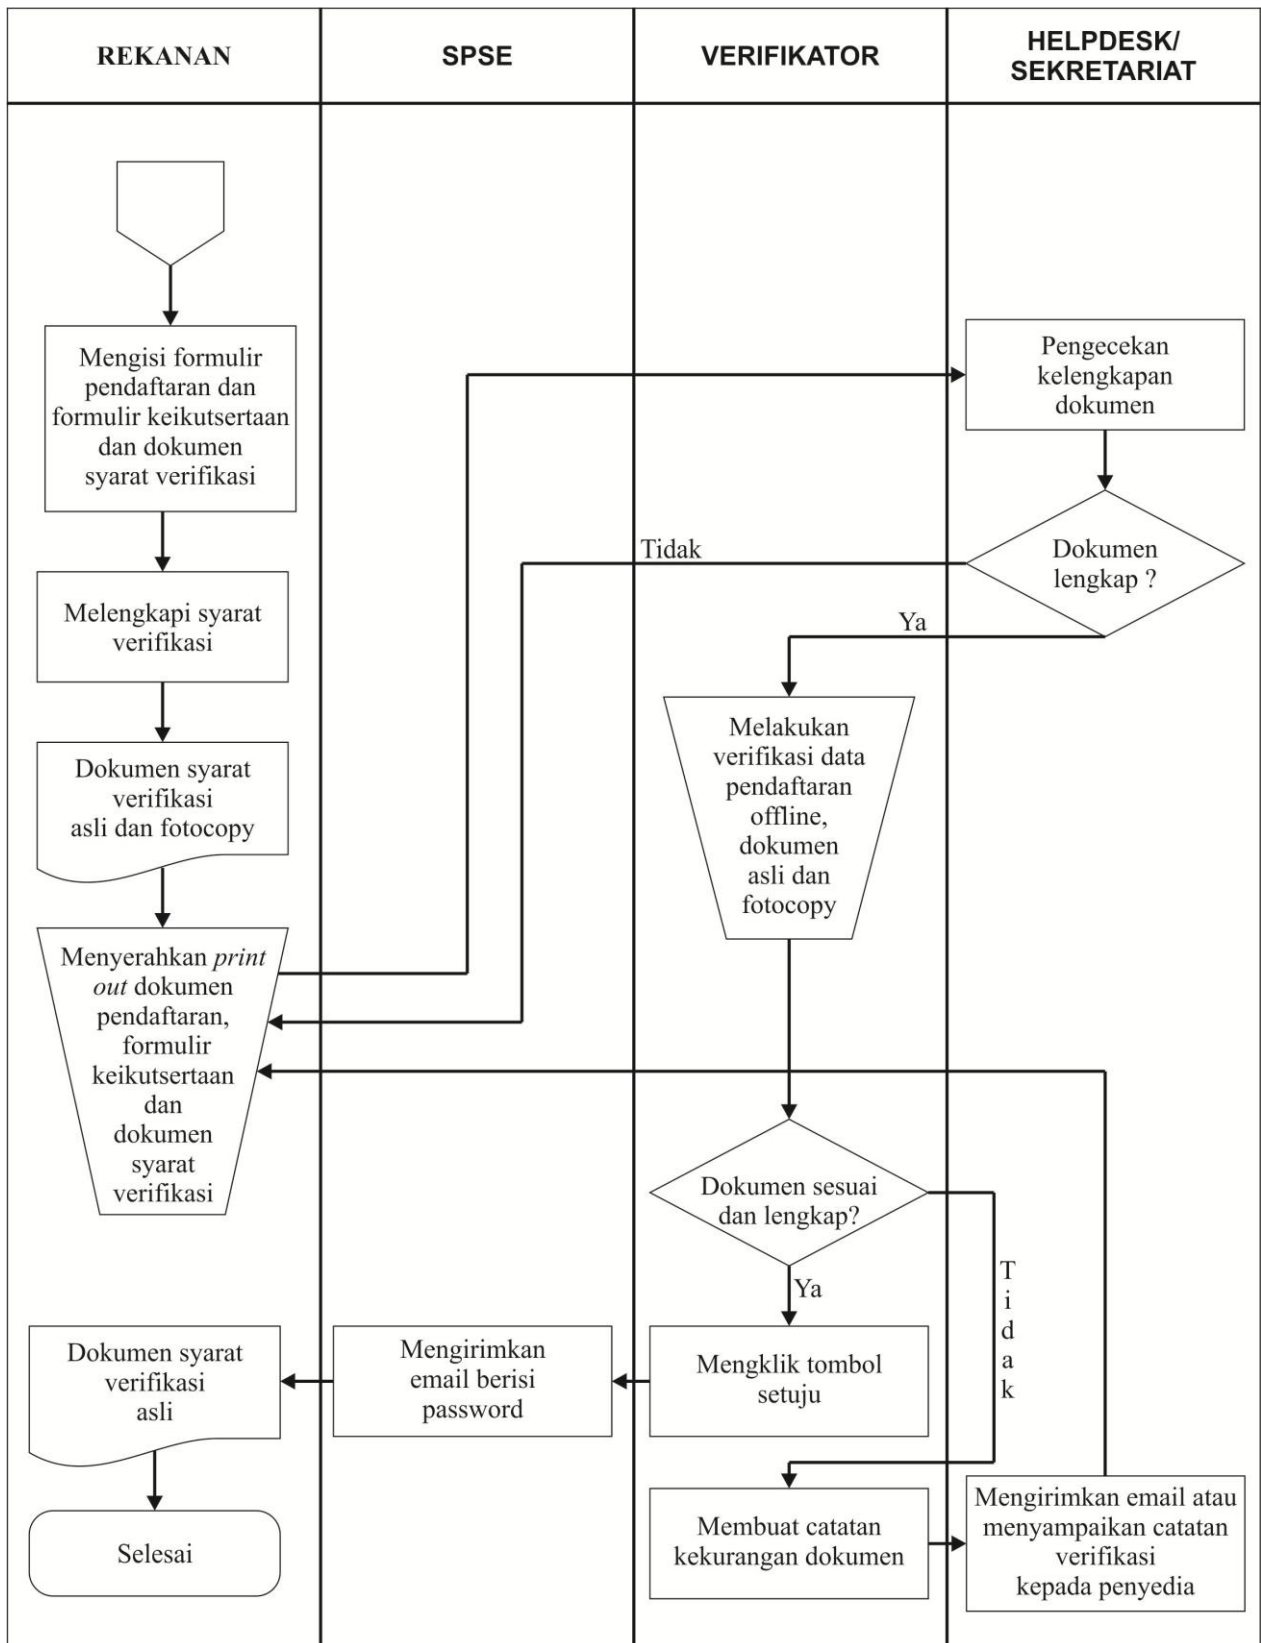 REKANAN
SPSE
VERIFIKATOR
HELPDESK/
SEKRETARIAT
Mengisi formulir
pendaftaran dan
formulir keikutsertaan
dan dokumen
syarat verifikasi
Melengkapi syarat
verifikasi
Dokumen syarat
verifikasi
asli dan fotocopy
Menyerahkan print
out dokumen
pendaftaran,
formulir
keikutsertaan
dan
dokumen
syarat
verifikasi
Pengecekan
kelengkapan
dokumen
Dokumen
lengkap ?
Tidak
Ya
Melakukan
verifikasi data
pendaftaran
offline,
dokumen
asli dan
fotocopy
Dokumen sesuai
dan lengkap?
Ya
T
i
d
a
k
Mengklik tombol
setuju
Mengirimkan
email berisi
password
Dokumen syarat
verifikasi
asli
Selesai
Membuat catatan
kekurangan dokumen
Mengirimkan email atau
menyampaikan catatan
verifikasi
kepada penyedia